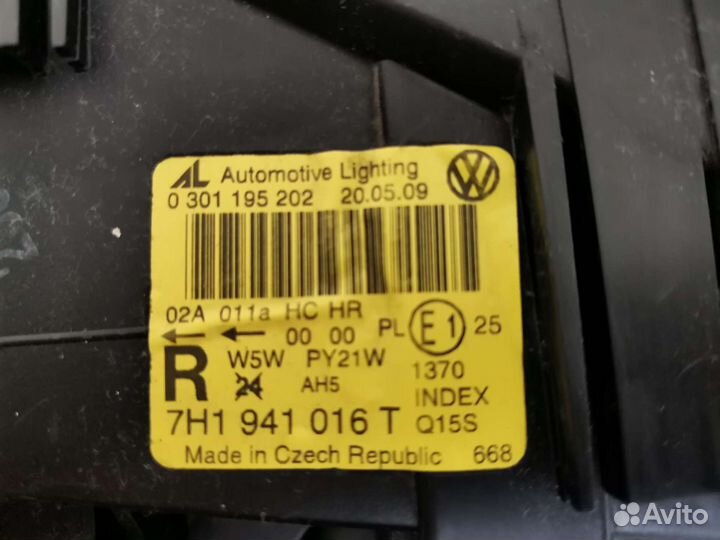 AL Automotive Lighting
0 301 195 202 20.05.09
02A 011a HC HR
← ← 00 00 PL E1 25
R W5W PY21W 1370
24 AH5 INDEX
7H1 941 016 T Q15S
Made in Czech Republic 668
Avito